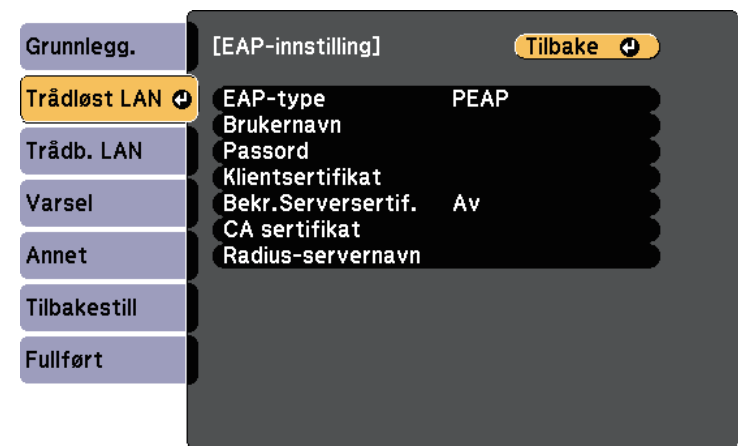 Grunnlegg.
Trådløst LAN
Trådb. LAN
Varsel
Annet
Tilbakestill
Fullført
[EAP-innstilling]
Tilbake
EAP-type PEAP
Brukernavn
Passord
Klientsertifikat
Bekr.Serversertif. Av
CA sertifikat
Radius-servernavn